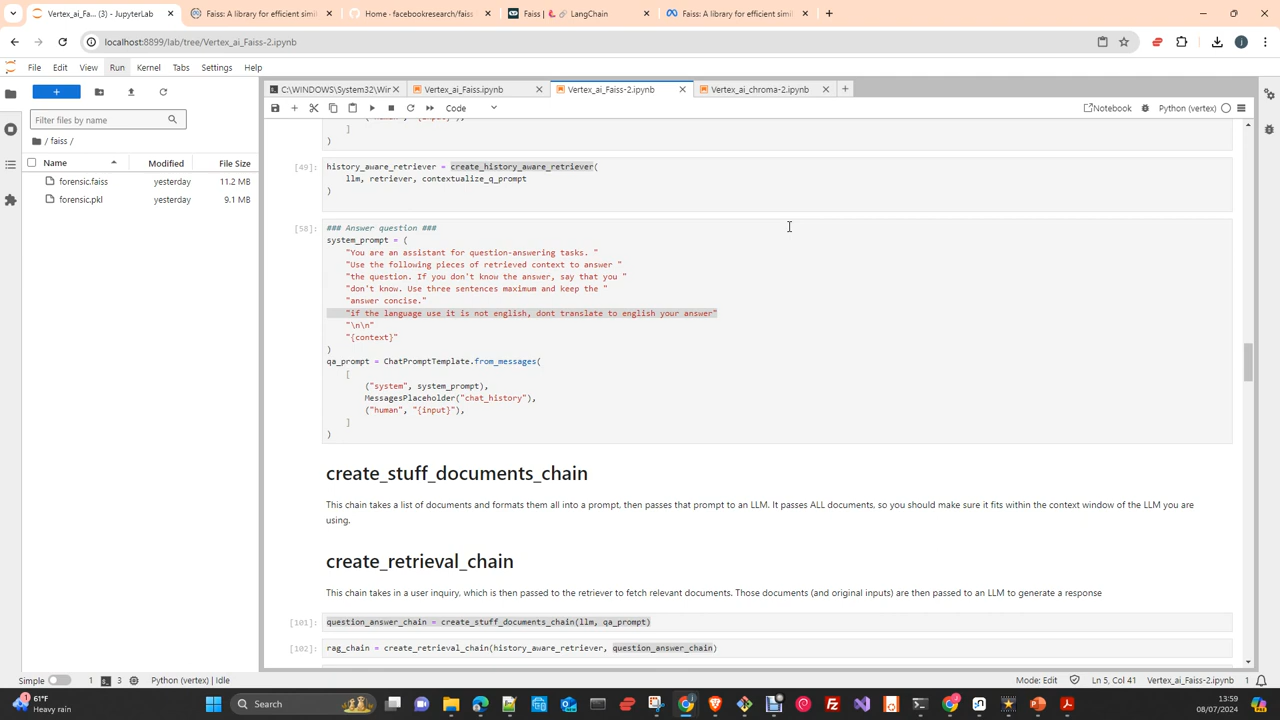 Vertex_ai_Fa... (3) - JupyterLab
Faiss: A library for efficient simil
Home · facebookresearch/faiss
Faiss | LangChain
Faiss: A library for efficient simil
localhost:8899/lab/tree/Vertex_ai_Faiss-2.ipynb
File Edit View Run Kernel Tabs Settings Help
C:\WINDOWS\System32\Wir
Vertex_ai_Faiss.ipynb
Vertex_ai_Faiss-2.ipynb
Vertex_ai_chroma-2.ipynb
Code
Notebook
Python (vertex)
Filter files by name
/ faiss /
Name Modified File Size
forensic.faiss yesterday 11.2 MB
forensic.pkl yesterday 9.1 MB
("human", "{input}"),
]
)
[49]: history_aware_retriever = create_history_aware_retriever(
llm, retriever, contextualize_q_prompt
)
[58]: ### Answer question ###
system_prompt = (
"You are an assistant for question-answering tasks. "
"Use the following pieces of retrieved context to answer "
"the question. If you don't know the answer, say that you "
"don't know. Use three sentences maximum and keep the "
"answer concise."
"if the language use it is not english, dont translate to english your answer"
"\n\n"
"{context}"
)
qa_prompt = ChatPromptTemplate.from_messages(
[
("system", system_prompt),
MessagesPlaceholder("chat_history"),
("human", "{input}"),
]
)
create_stuff_documents_chain
This chain takes a list of documents and formats them all into a prompt, then passes that prompt to an LLM. It passes ALL documents, so you should make sure it fits within the context window of the LLM you are
using.
create_retrieval_chain
This chain takes in a user inquiry, which is then passed to the retriever to fetch relevant documents. Those documents (and original inputs) are then passed to an LLM to generate a response
[101]: question_answer_chain = create_stuff_documents_chain(llm, qa_prompt)
[102]: rag_chain = create_retrieval_chain(history_aware_retriever, question_answer_chain)
Simple 1 3 Python (vertex) | Idle
Mode: Edit Ln 5, Col 41 Vertex_ai_Faiss-2.ipynb 1
61°F
Heavy rain
Search
13:59
08/07/2024